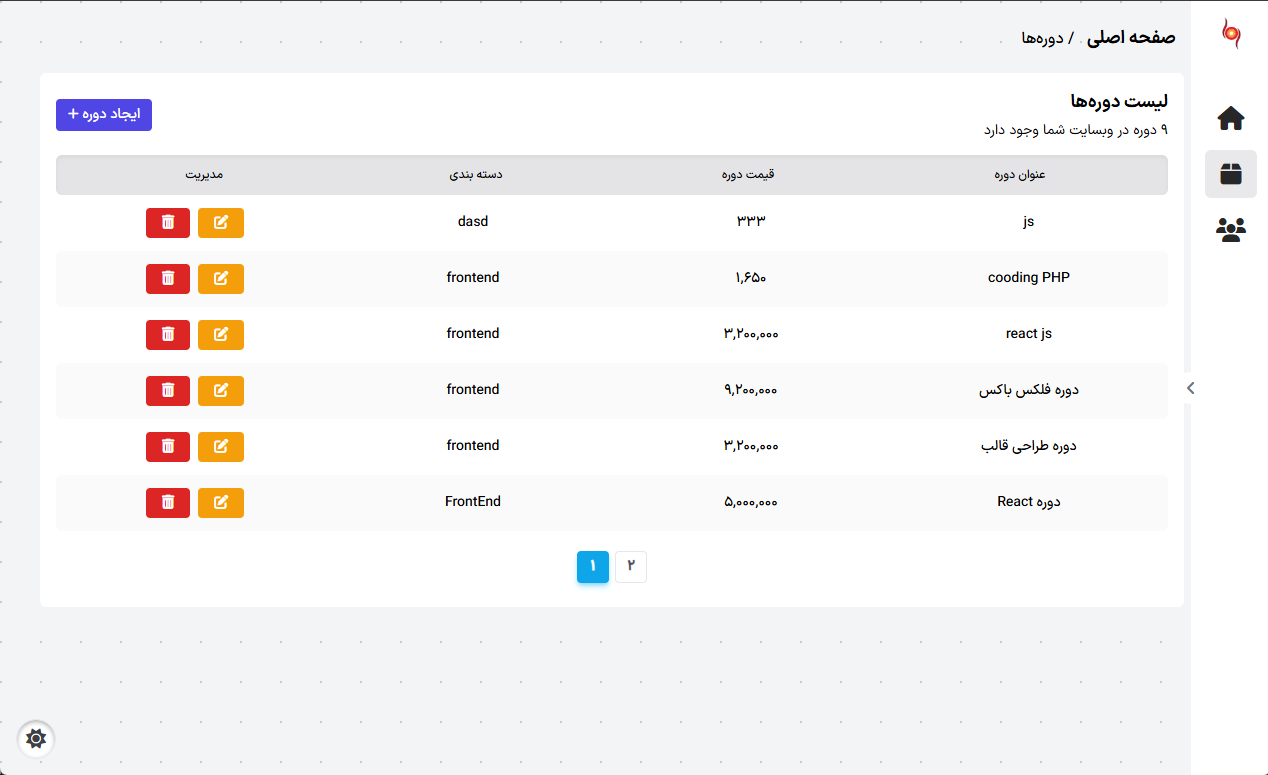 صفحه اصلی / دوره‌ها
لیست دوره‌ها
۹ دوره در وبسایت شما وجود دارد
ایجاد دوره +
عنوان دوره قیمت دوره دسته بندی مدیریت
js ۳۳۳ dasd
cooding PHP ۱,۶۵۰ frontend
react js ۳,۲۰۰,۰۰۰ frontend
دوره فلکس باکس ۹,۲۰۰,۰۰۰ frontend
دوره طراحی قالب ۳,۲۰۰,۰۰۰ frontend
دوره React ۵,۰۰۰,۰۰۰ FrontEnd
۲ ۱